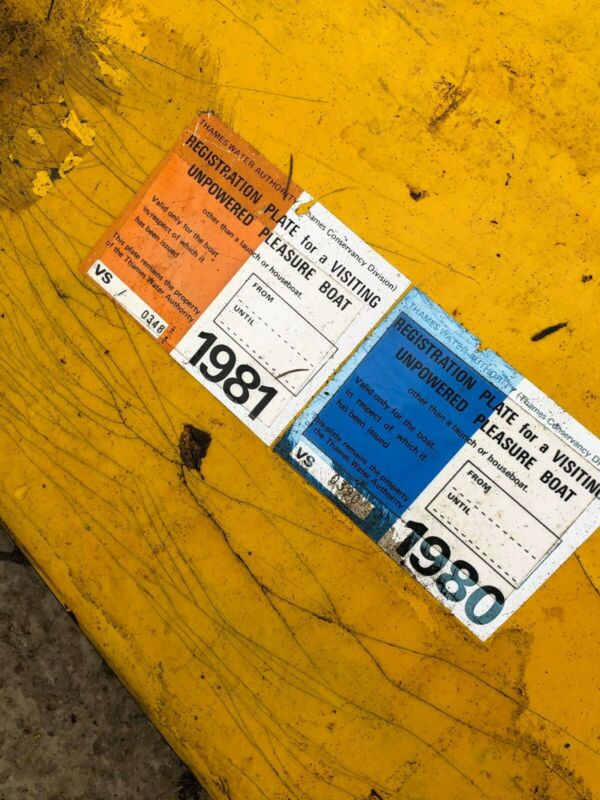 THAMES WATER AUTHORITY (Thames Conservancy Division)
REGISTRATION PLATE for a VISITING
UNPOWERED PLEASURE BOAT
other than a launch or houseboat.
Valid only for the boat
in respect of which it
has been issued
This plate remains the property
of the Thames Water Authority
VS 0348
FROM
UNTIL
1981
THAMES WATER AUTHORITY (Thames Conservancy Di
REGISTRATION PLATE for a VISITING
UNPOWERED PLEASURE BOAT
other than a launch or houseboat.
Valid only for the boat
in respect of which it
has been issued
This plate remains the property
of the Thames Water Authority
VS
FROM
UNTIL
1980